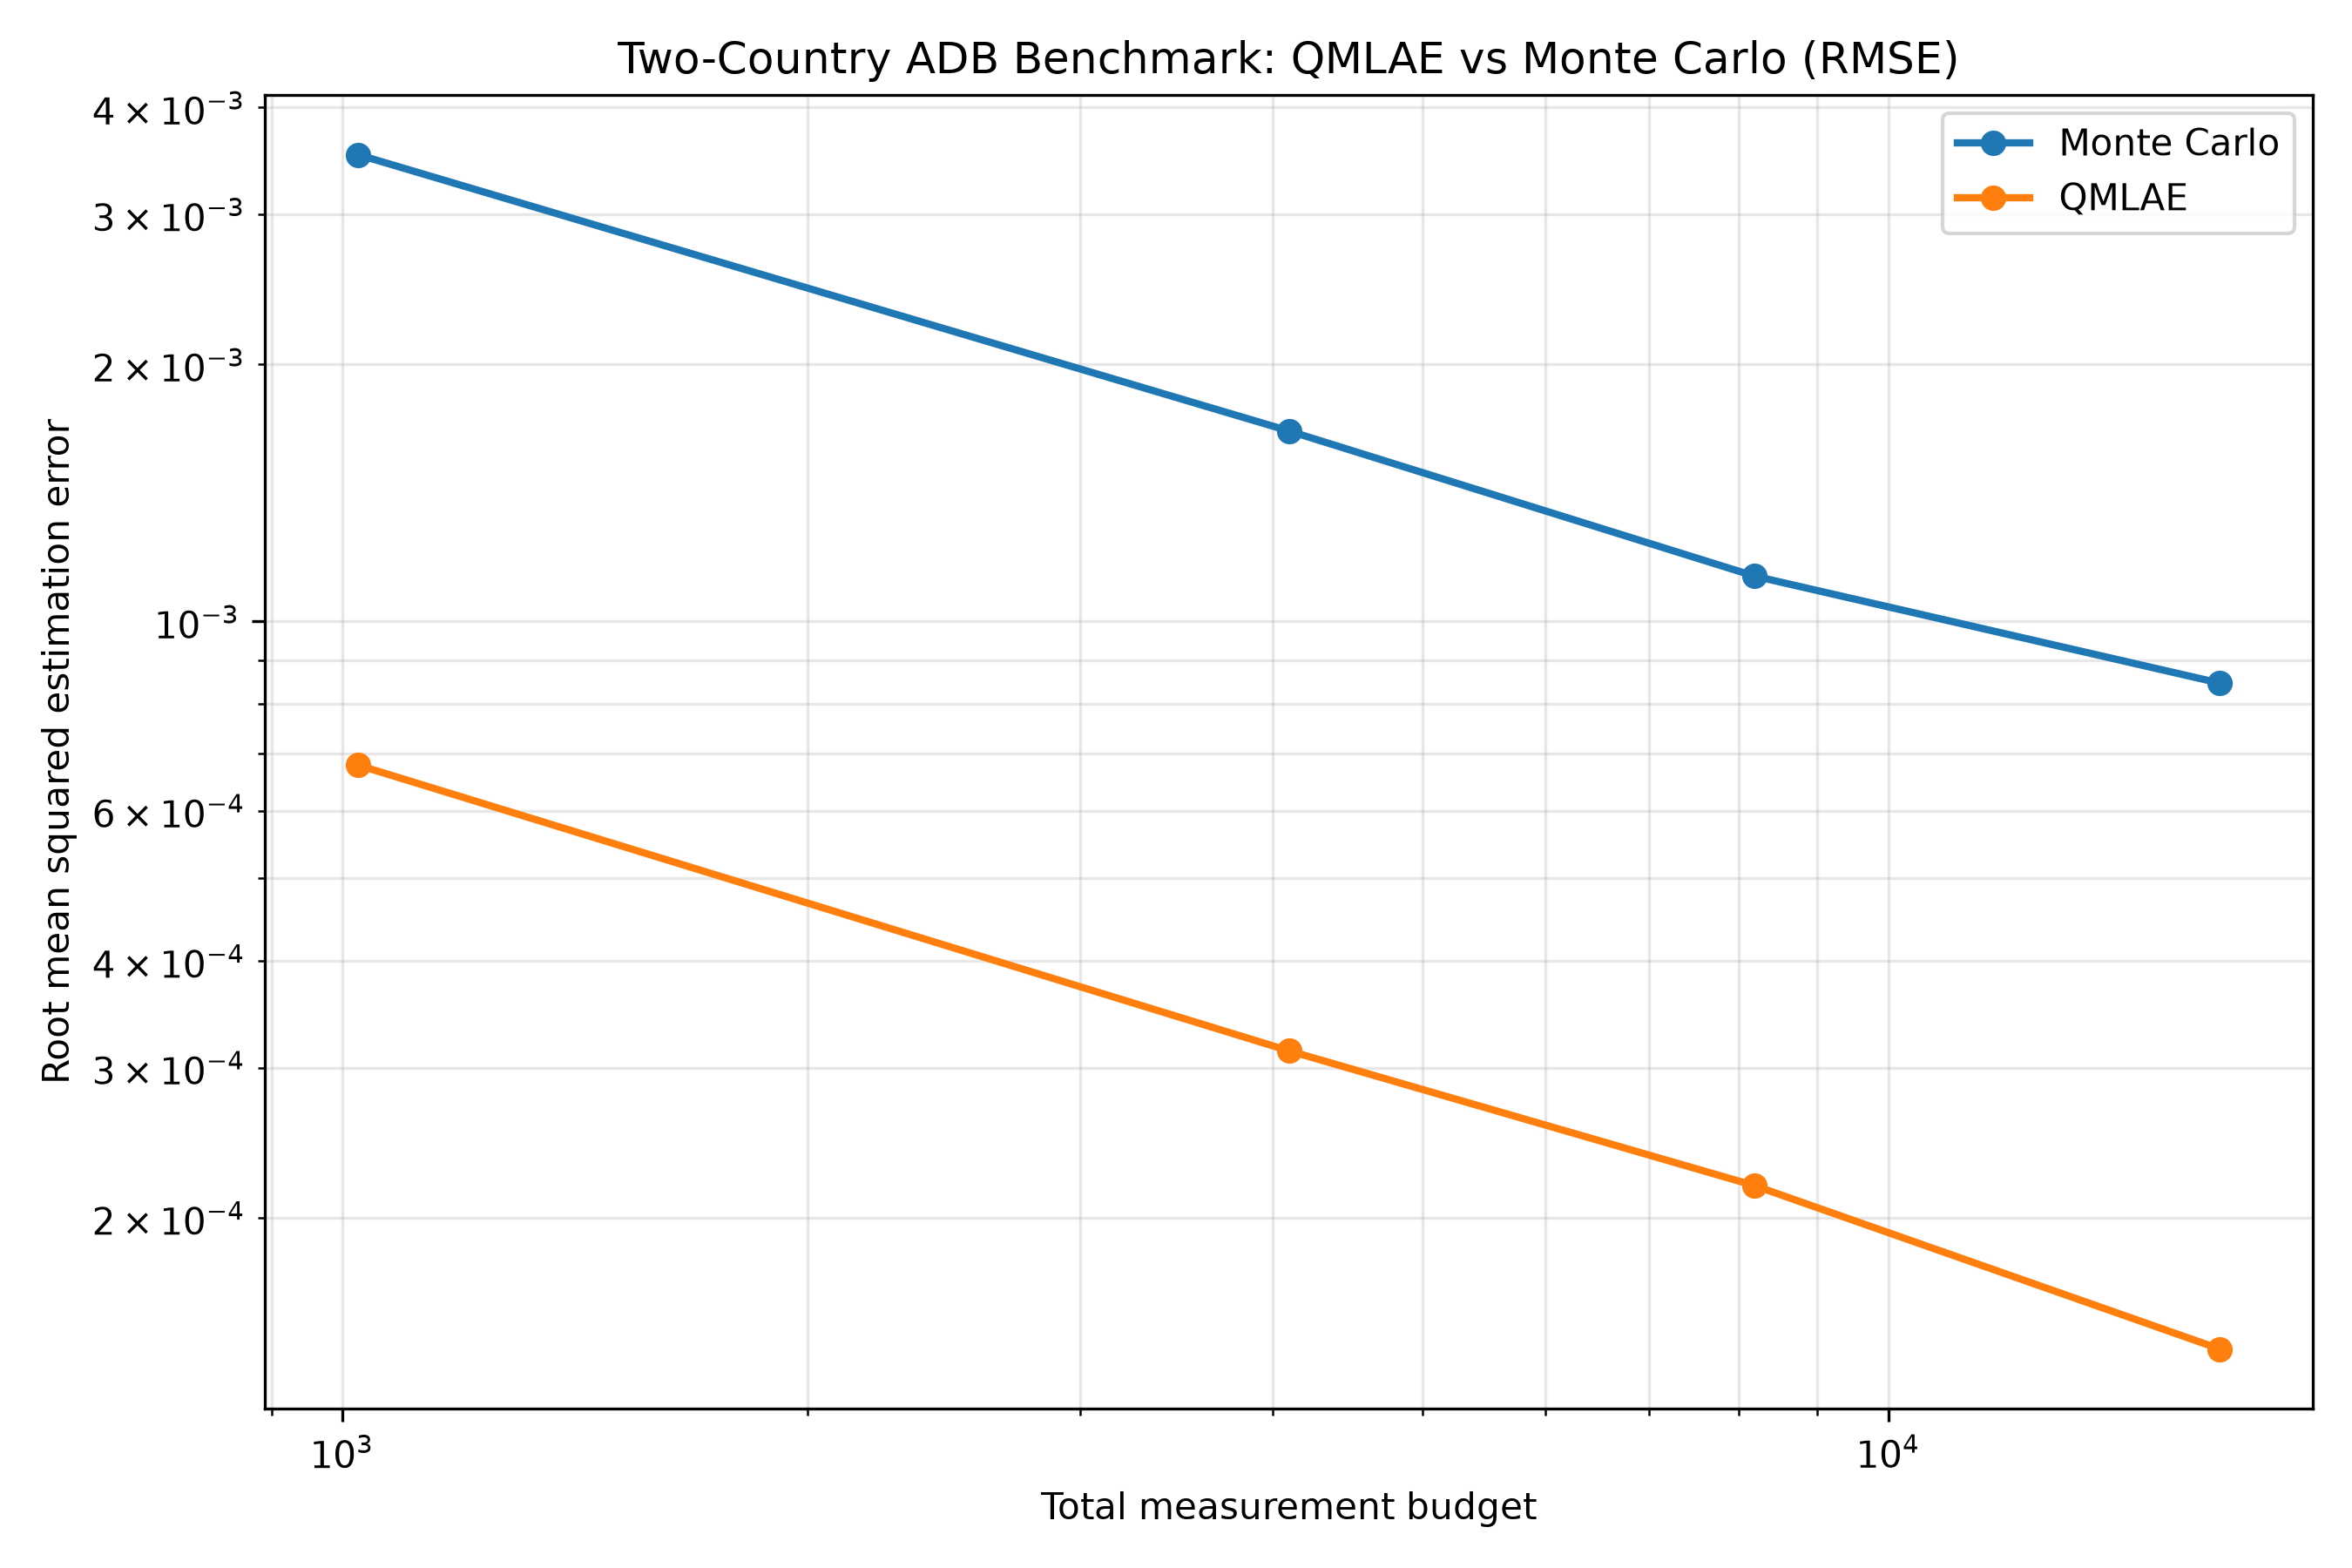 Two-Country ADB Benchmark: QMLAE vs Monte Carlo (RMSE)
Monte Carlo
QMLAE
4 × 10⁻³
3 × 10⁻³
2 × 10⁻³
10⁻³
6 × 10⁻⁴
4 × 10⁻⁴
3 × 10⁻⁴
2 × 10⁻⁴
Root mean squared estimation error
10³
10⁴
Total measurement budget